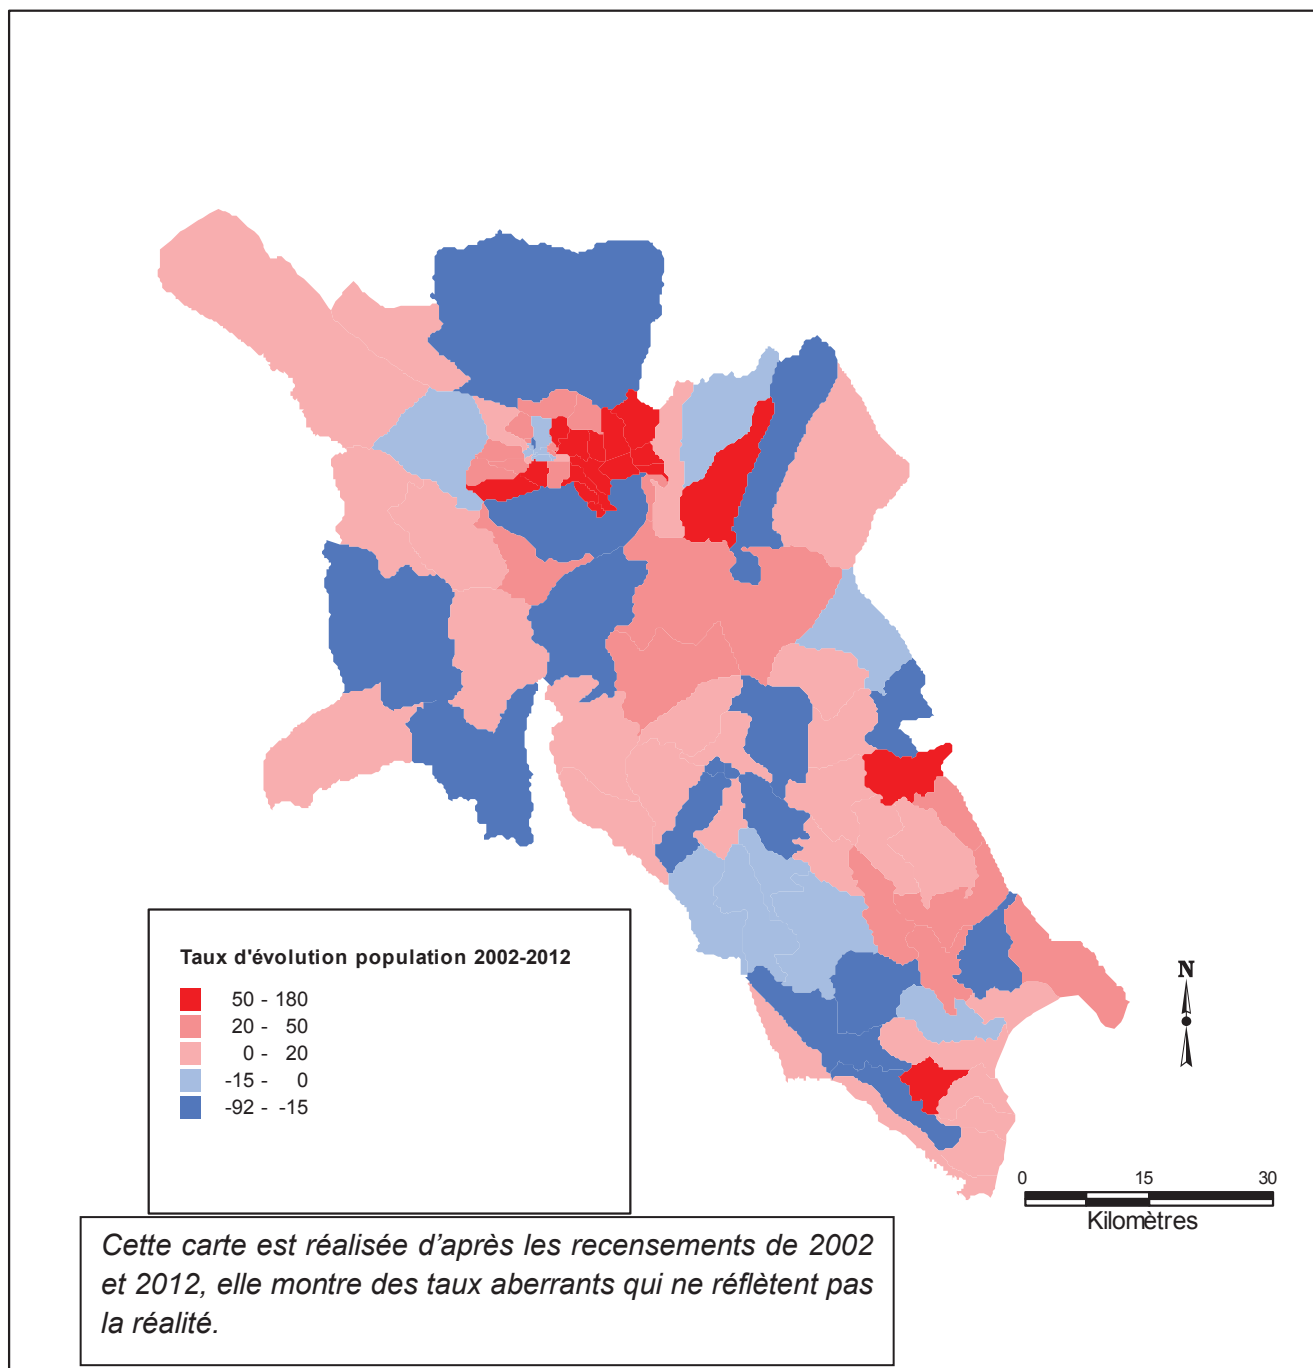 Taux d'évolution population 2002-2012
50 - 180
20 - 50
0 - 20
-15 - 0
-92 - -15
N
0 15 30
Kilomètres
Cette carte est réalisée d’après les recensements de 2002
et 2012, elle montre des taux aberrants qui ne réflètent pas
la réalité.